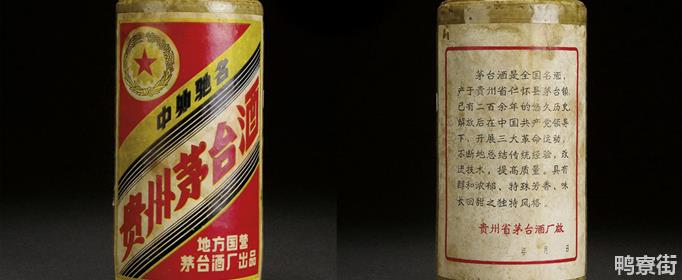 中外驰名
贵州茅台酒
地方国营
茅台酒厂出品
茅台酒是全国名酒，
产于贵州省仁怀县茅台镇，
已有二百余年的悠久历史，
解放后在中国共产党领导
下、开展三大革命运动，
不断地总结传统经验，改
进技术，提高质量。具有
醇和浓郁、特殊芳香、味
长回甜之独特风格。
贵州省茅台酒厂啟
年 月 日
鸭寮街